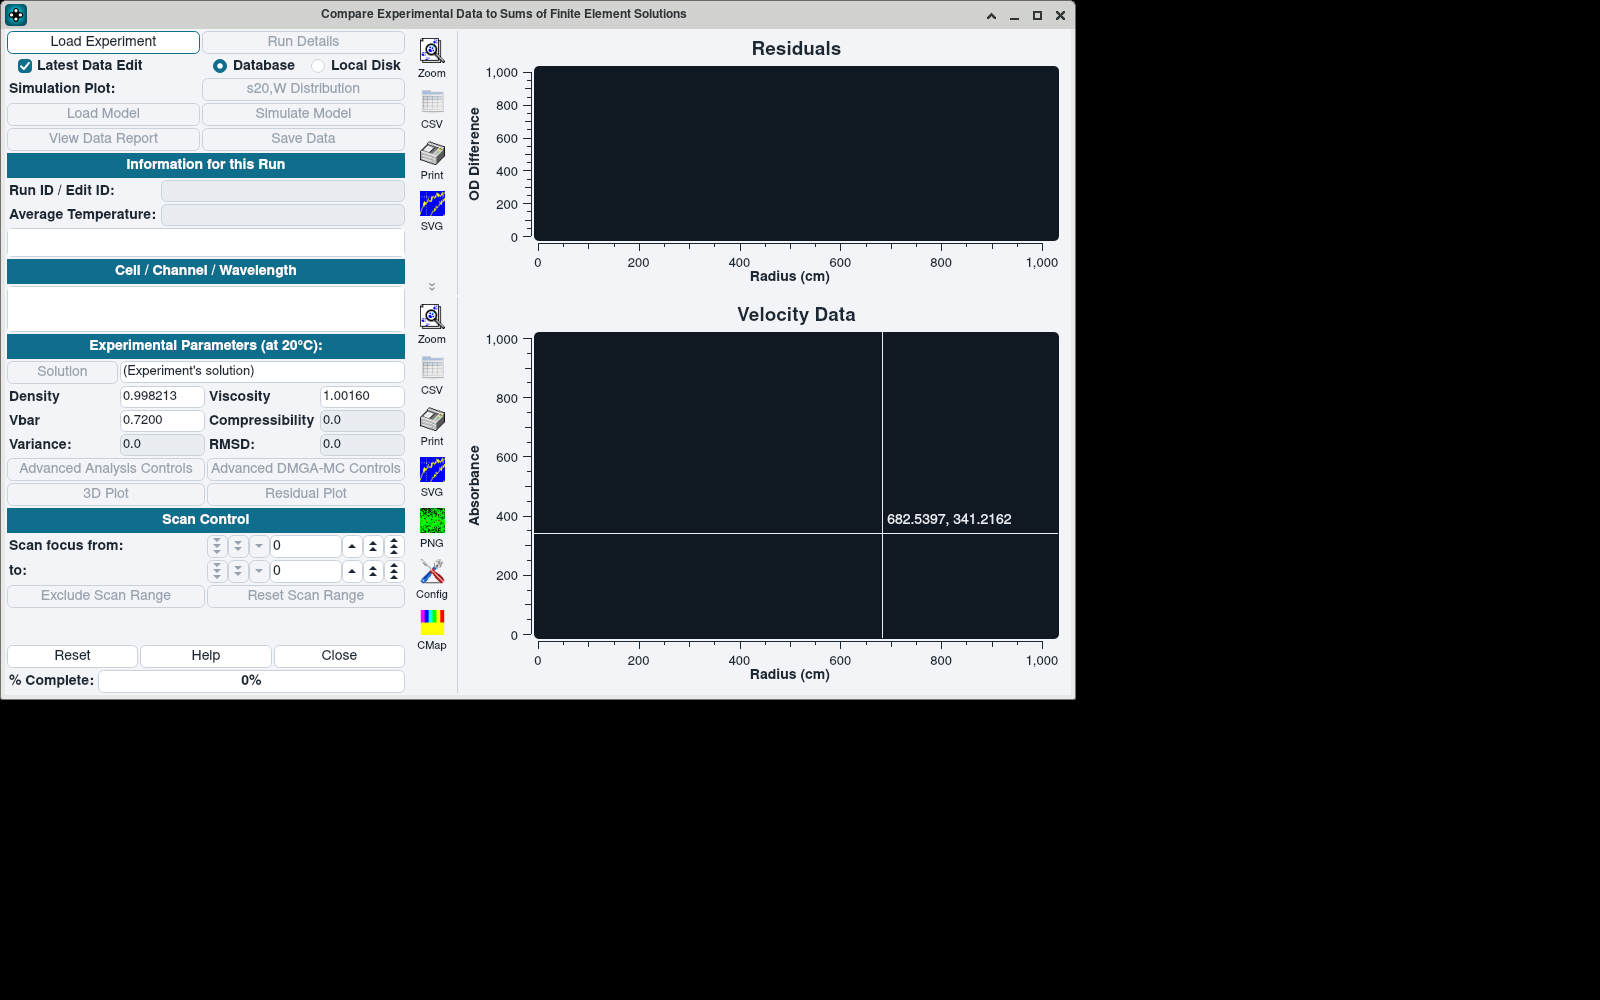 Compare Experimental Data to Sums of Finite Element Solutions
Load Experiment
Run Details
Latest Data Edit
Database
Local Disk
Simulation Plot:
s20,W Distribution
Load Model
Simulate Model
View Data Report
Save Data
Information for this Run
Run ID / Edit ID:
Average Temperature:
Cell / Channel / Wavelength
Experimental Parameters (at 20°C):
Solution
(Experiment's solution)
Density
0.998213
Viscosity
1.00160
Vbar
0.7200
Compressibility
0.0
Variance:
0.0
RMSD:
0.0
Advanced Analysis Controls
Advanced DMGA-MC Controls
3D Plot
Residual Plot
Scan Control
Scan focus from:
0
to:
0
Exclude Scan Range
Reset Scan Range
Reset
Help
Close
% Complete:
0%
Zoom
CSV
Print
SVG
Zoom
CSV
Print
SVG
PNG
Config
CMap
Residuals
OD Difference
1,000
800
600
400
200
0
0
200
400
600
800
1,000
Radius (cm)
Velocity Data
Absorbance
1,000
800
600
400
200
0
682.5397, 341.2162
0
200
400
600
800
1,000
Radius (cm)